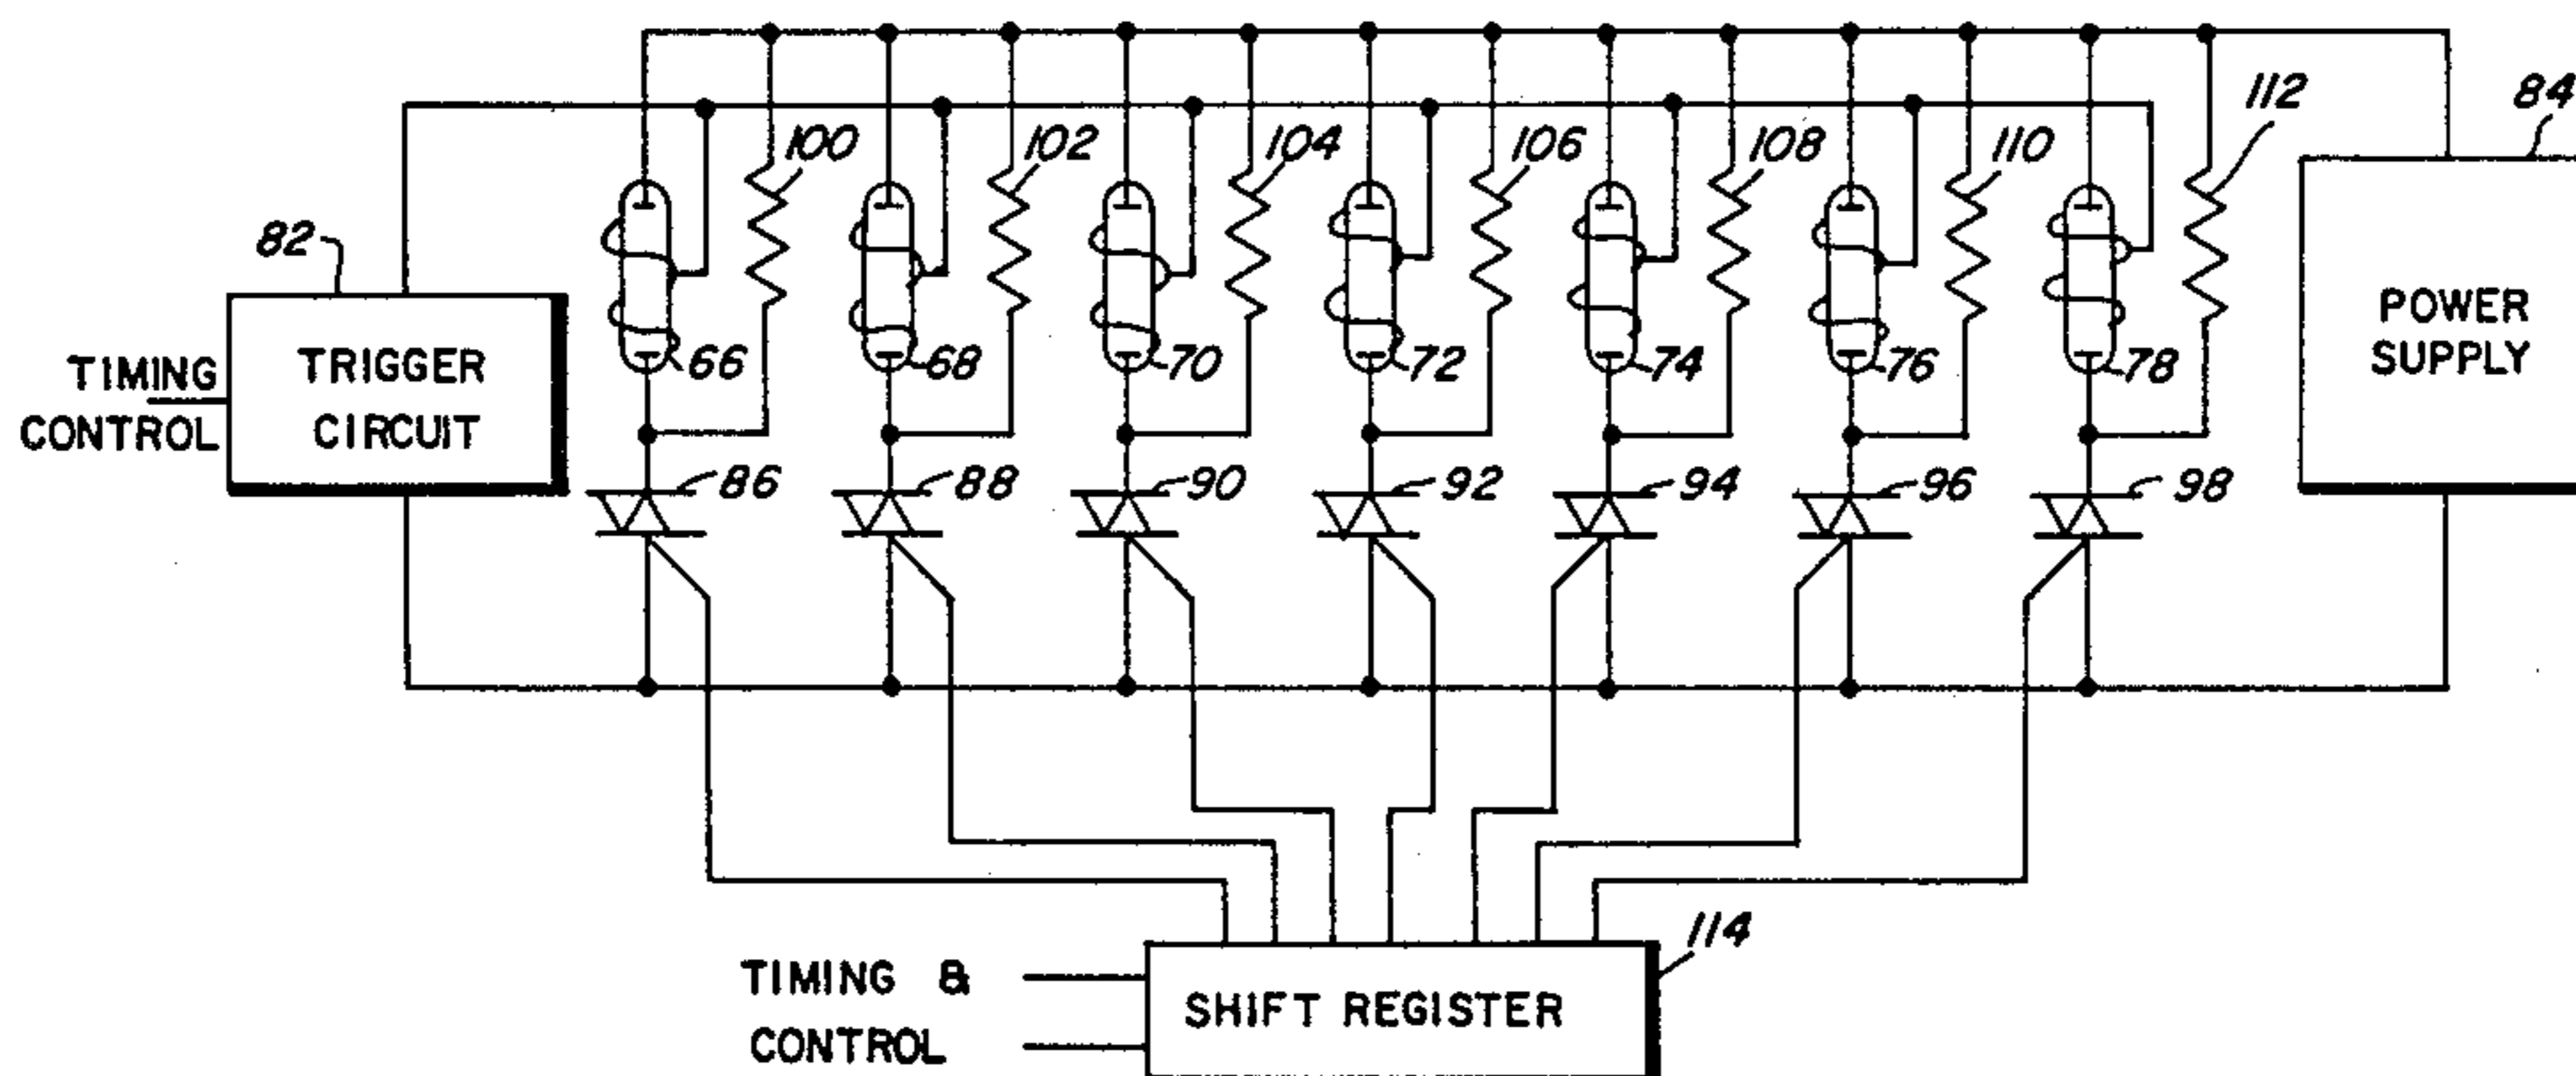 112
84
100
102
104
106
108
110
82
POWER
SUPPLY
TRIGGER
CIRCUIT
TIMING
CONTROL
66
68
70
72
74
76
78
86
88
90
92
94
96
98
114
TIMING &
CONTROL
SHIFT REGISTER